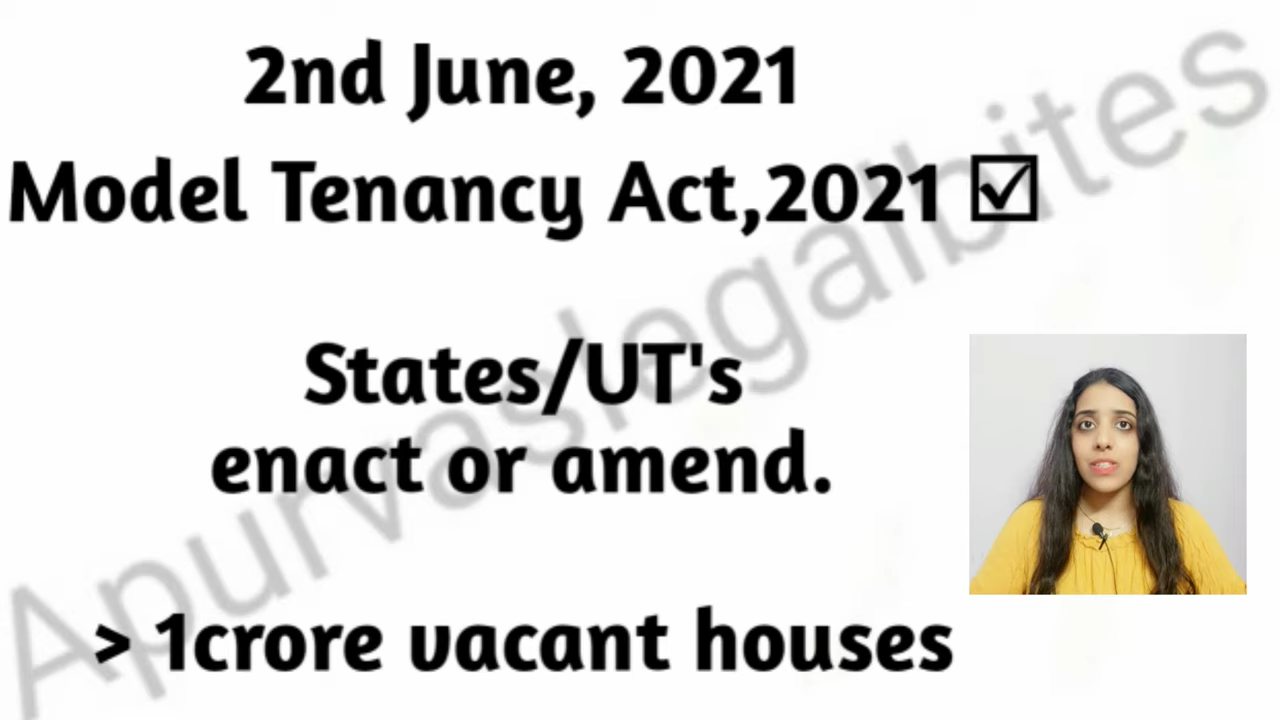 2nd June, 2021
Model Tenancy Act,2021 ☑
States/UT's
enact or amend.
> 1crore vacant houses
Apurvaslegalbites